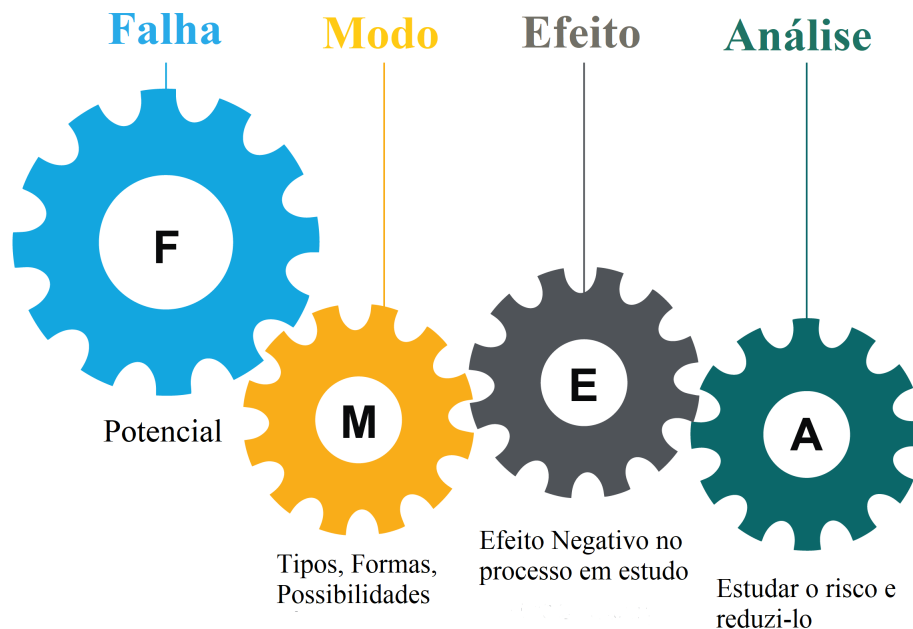 Falha
Modo
Efeito
Análise
F
M
E
A
Potencial
Tipos, Formas,
Possibilidades
Efeito Negativo no
processo em estudo
Estudar o risco e
reduzi-lo